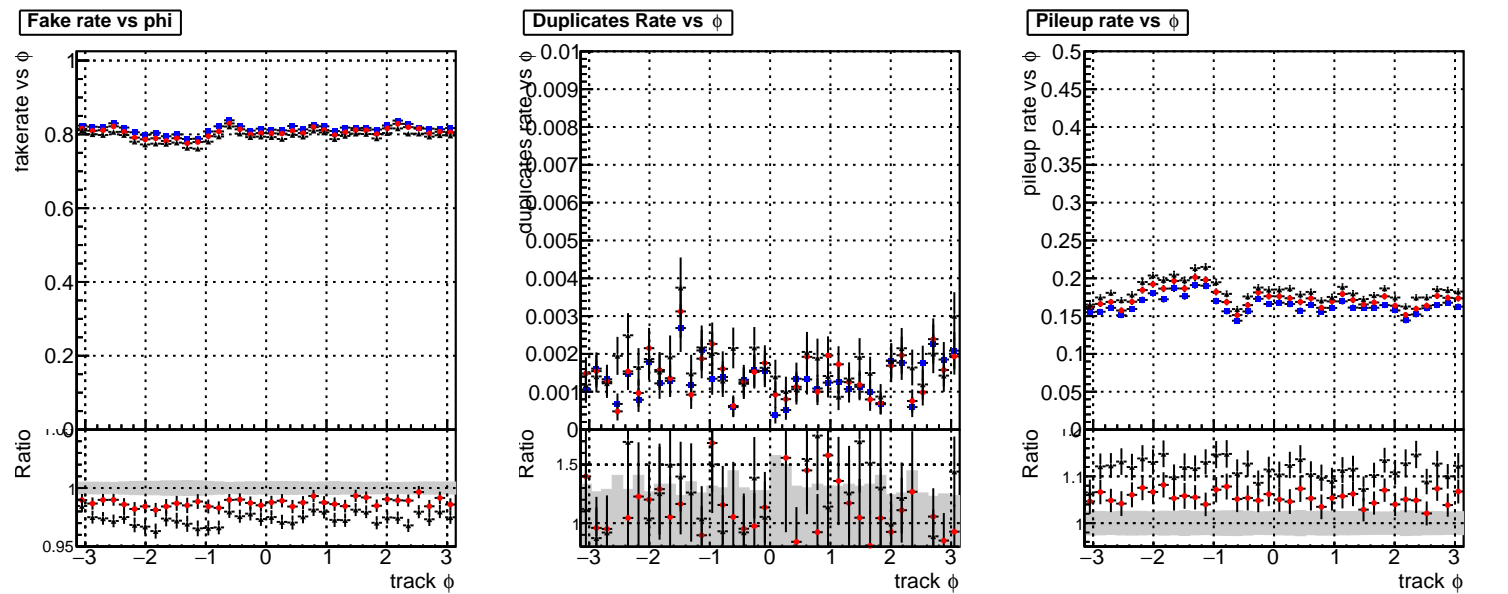 Fake rate vs phi
fakerate vs ϕ
1
0.8
0.6
0.4
0.2
0
Ratio
1
0.95
−3 −2 −1 0 1 2 3
track ϕ
Duplicates Rate vs ϕ
duplicates rate vs ϕ
0.01
0.009
0.008
0.007
0.006
0.005
0.004
0.003
0.002
0.001
0
Ratio
1.5
1
−3 −2 −1 0 1 2 3
track ϕ
Pileup rate vs ϕ
pileup rate vs ϕ
0.5
0.45
0.4
0.35
0.3
0.25
0.2
0.15
0.1
0.05
0
Ratio
1.1
1
−3 −2 −1 0 1 2 3
track ϕ